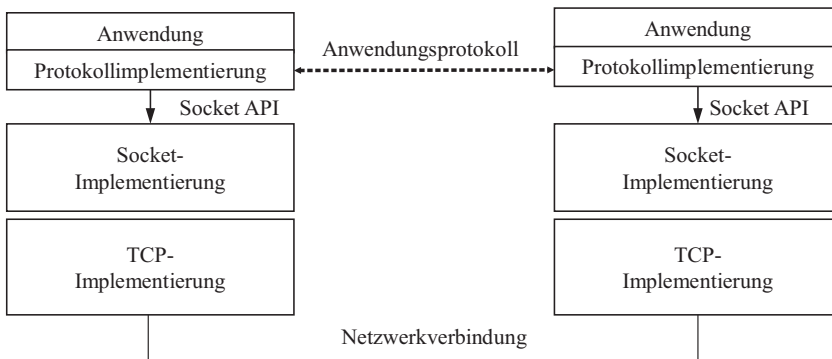 Anwendung
Protokollimplementierung
Anwendungsprotokoll
Anwendung
Protokollimplementierung
Socket API
Socket API
Socket-
Implementierung
Socket-
Implementierung
TCP-
Implementierung
TCP-
Implementierung
Netzwerkverbindung